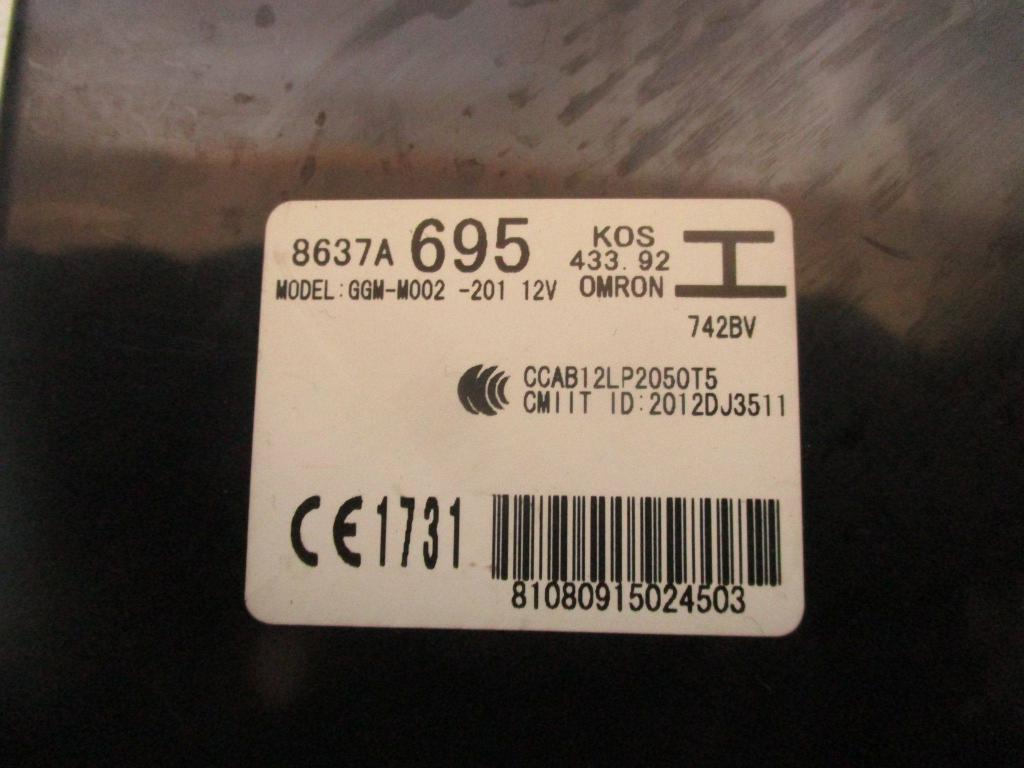 8637A 695 KOS
433.92
MODEL:GGM-M002 -201 12V OMRON
I
742BV
CCAB12LP2050T5
CMIIT ID:2012DJ3511
CE1731
81080915024503